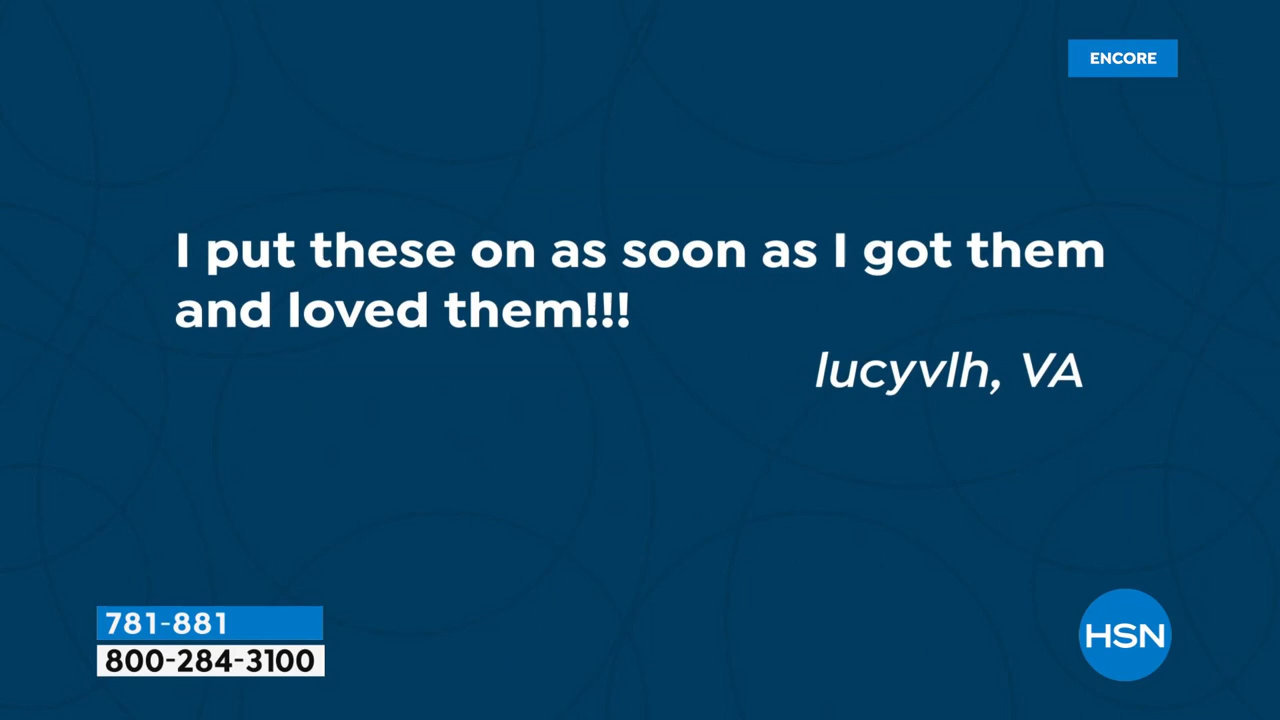 ENCORE
I put these on as soon as I got them
and loved them!!!
lucyvlh, VA
781-881
800-284-3100
HSN